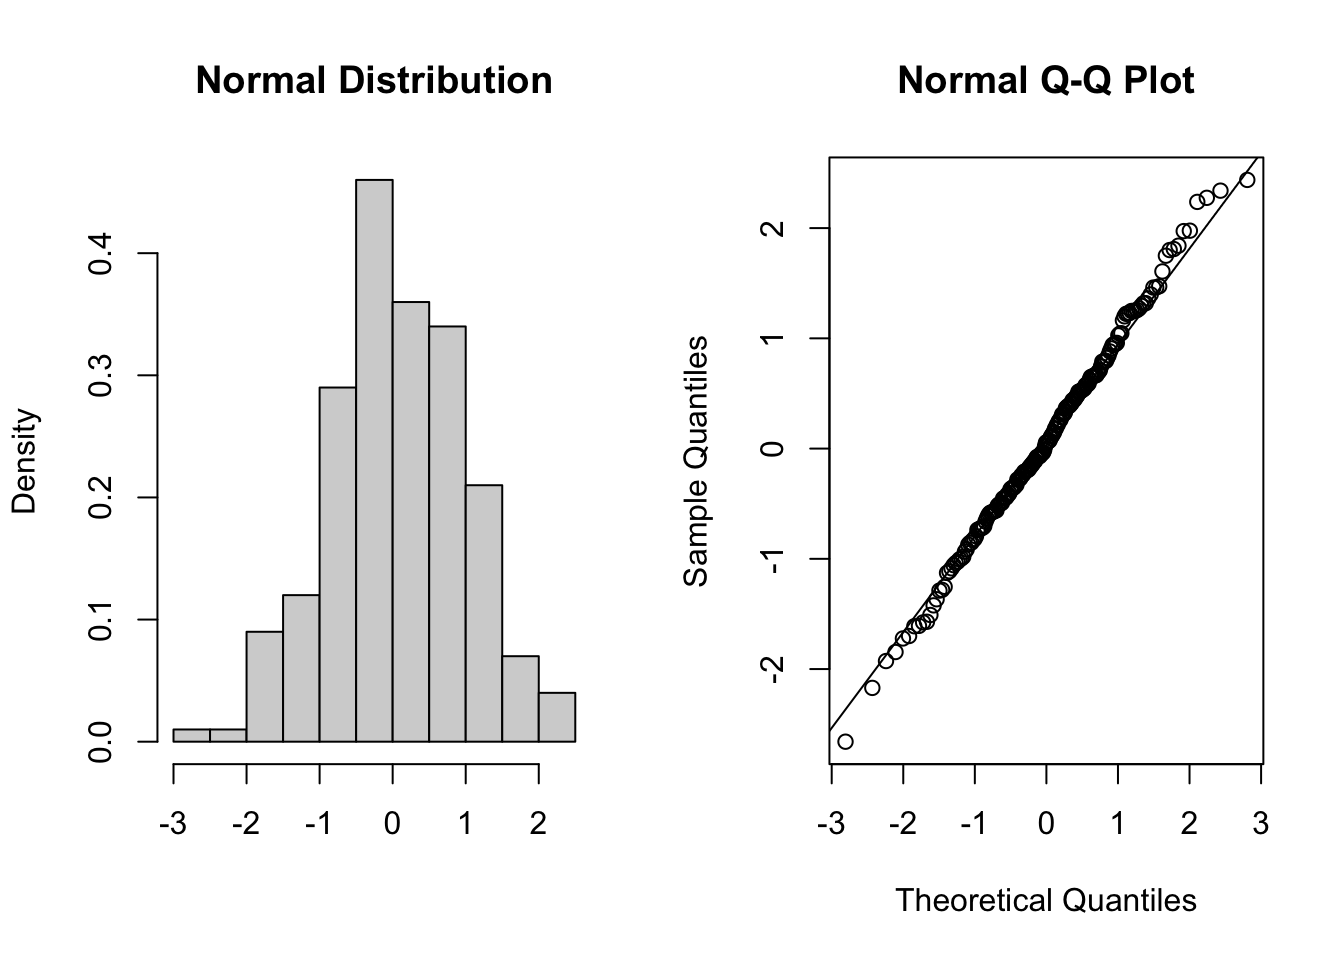 Normal Distribution
Density
0.0 0.1 0.2 0.3 0.4
-3 -2 -1 0 1 2
Normal Q-Q Plot
Sample Quantiles
-2 -1 0 1 2
-3 -2 -1 0 1 2 3
Theoretical Quantiles